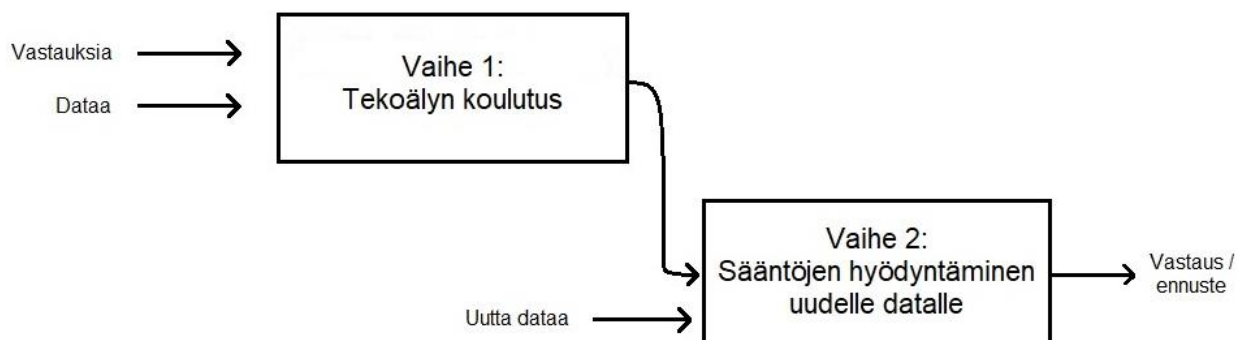 Vastauksia
Dataa
Vaihe 1:
Tekoälyn koulutus
Vaihe 2:
Sääntöjen hyödyntäminen
uudelle datalle
Uutta dataa
Vastaus /
ennuste